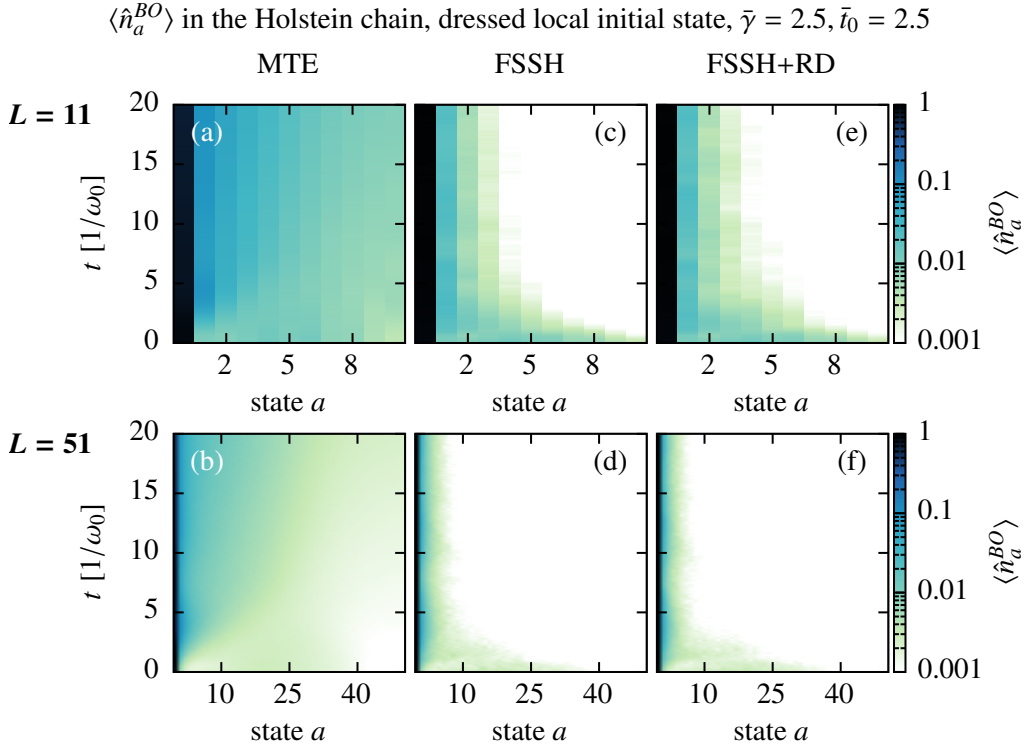 ⟨n̂_a^{BO}⟩ in the Holstein chain, dressed local initial state, γ̄ = 2.5, t̄_0 = 2.5
MTE FSSH FSSH+RD
L = 11
(a) (c) (e)
t [1/ω_0]
20
15
10
5
0
2 5 8 2 5 8 2 5 8
state a state a state a
1
0.1
0.01
0.001
⟨n̂_a^{BO}⟩
L = 51
(b) (d) (f)
t [1/ω_0]
20
15
10
5
0
10 25 40 10 25 40 10 25 40
state a state a state a
1
0.1
0.01
0.001
⟨n̂_a^{BO}⟩